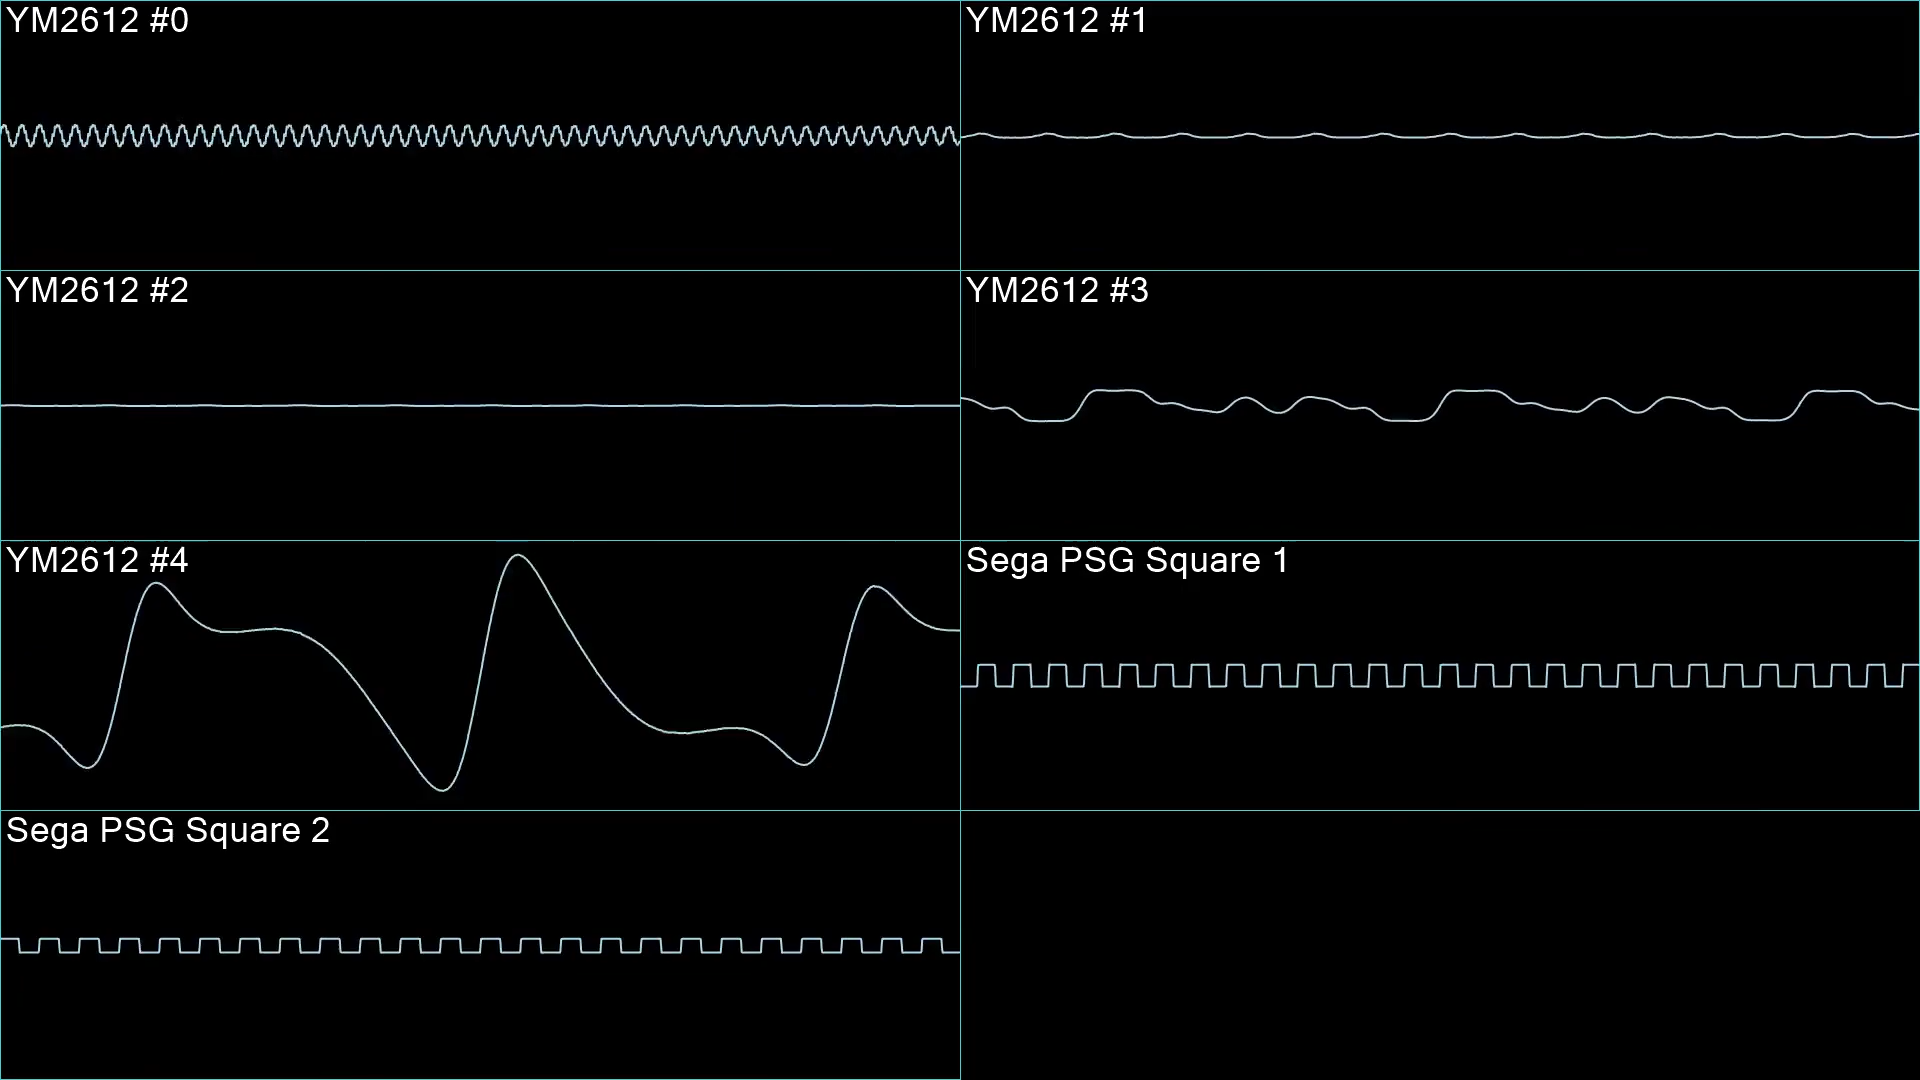 YM2612 #0
YM2612 #1
YM2612 #2
YM2612 #3
YM2612 #4
Sega PSG Square 1
Sega PSG Square 2